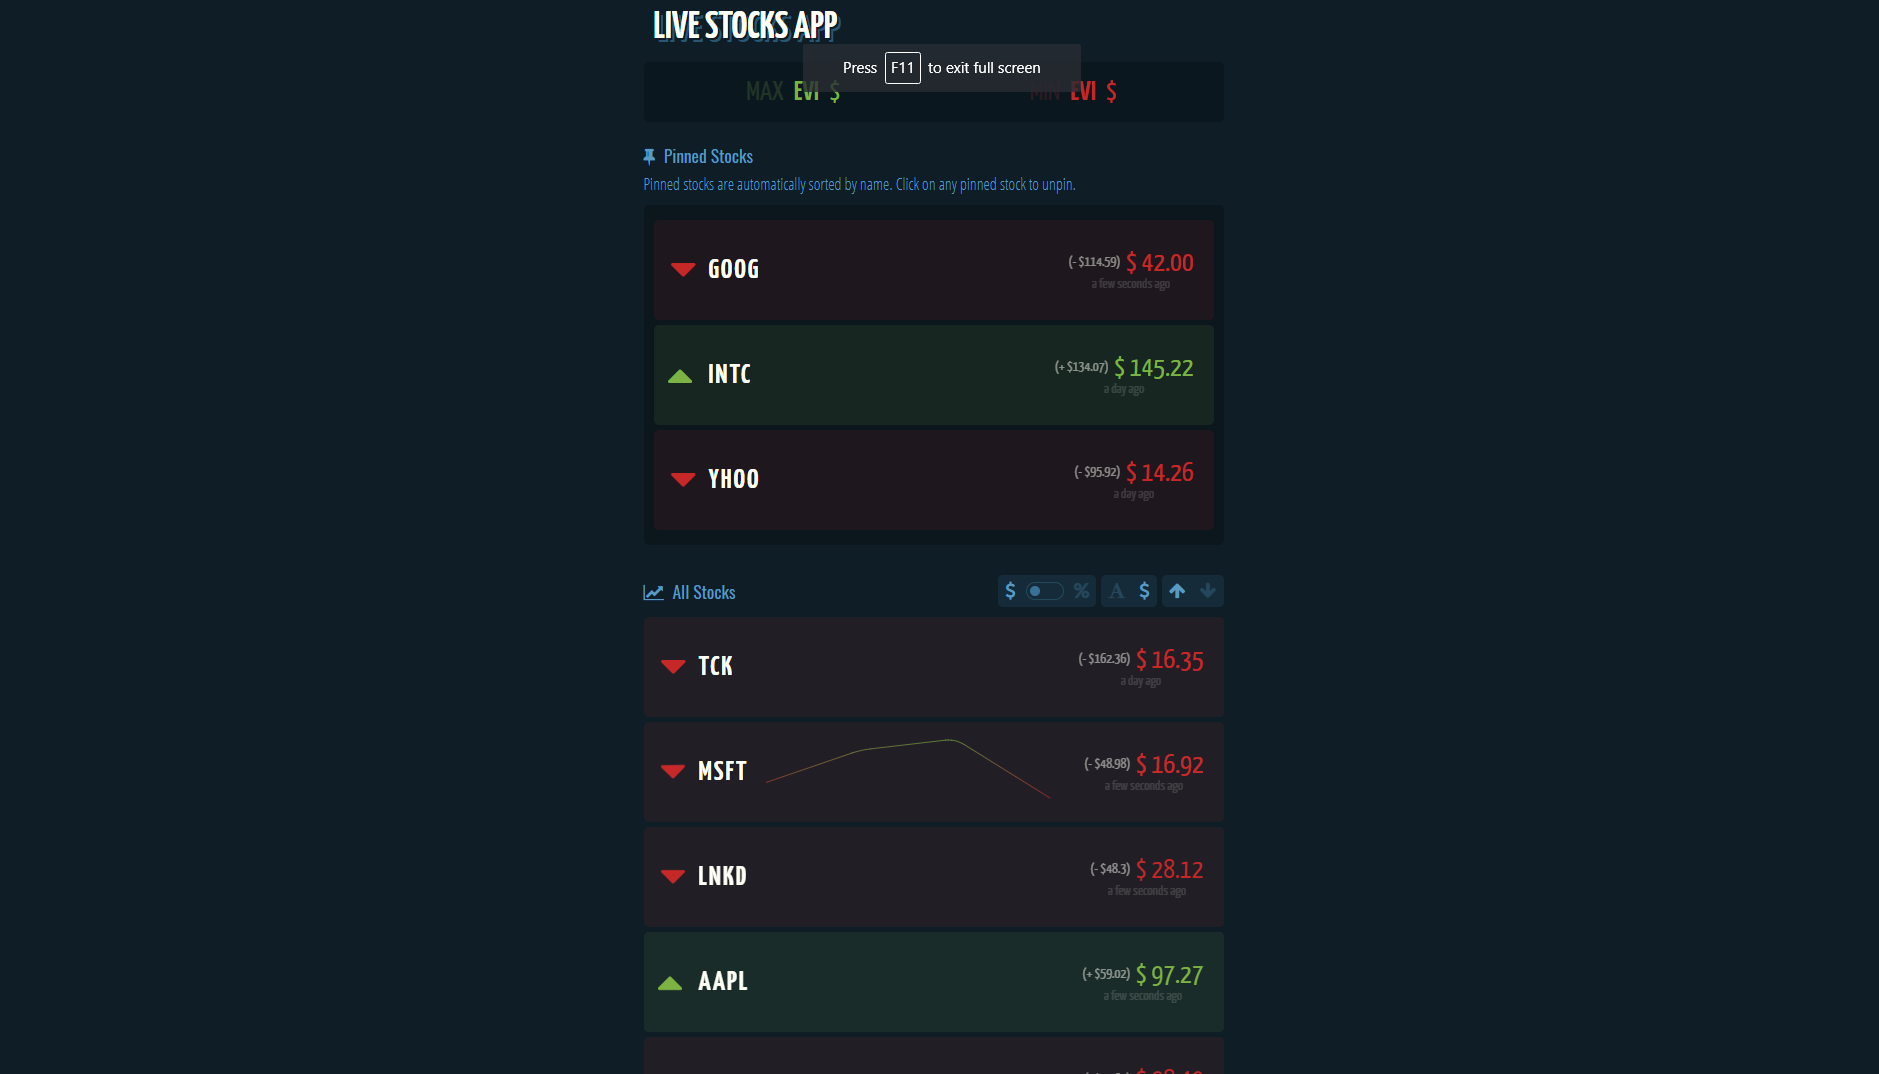 LIVE STOCKS APP
Press F11 to exit full screen
MAX EVI $
MIN EVI $
Pinned Stocks
Pinned stocks are automatically sorted by name. Click on any pinned stock to unpin.
GOOG (- $114.59) $ 42.00
a few seconds ago
INTC (+ $134.07) $ 145.22
a day ago
YHOO (- $95.92) $ 14.26
a day ago
All Stocks $ % A $
TCK (- $162.36) $ 16.35
a day ago
MSFT (- $48.98) $ 16.92
a few seconds ago
LNKD (- $48.3) $ 28.12
a few seconds ago
AAPL (+ $59.02) $ 97.27
a few seconds ago